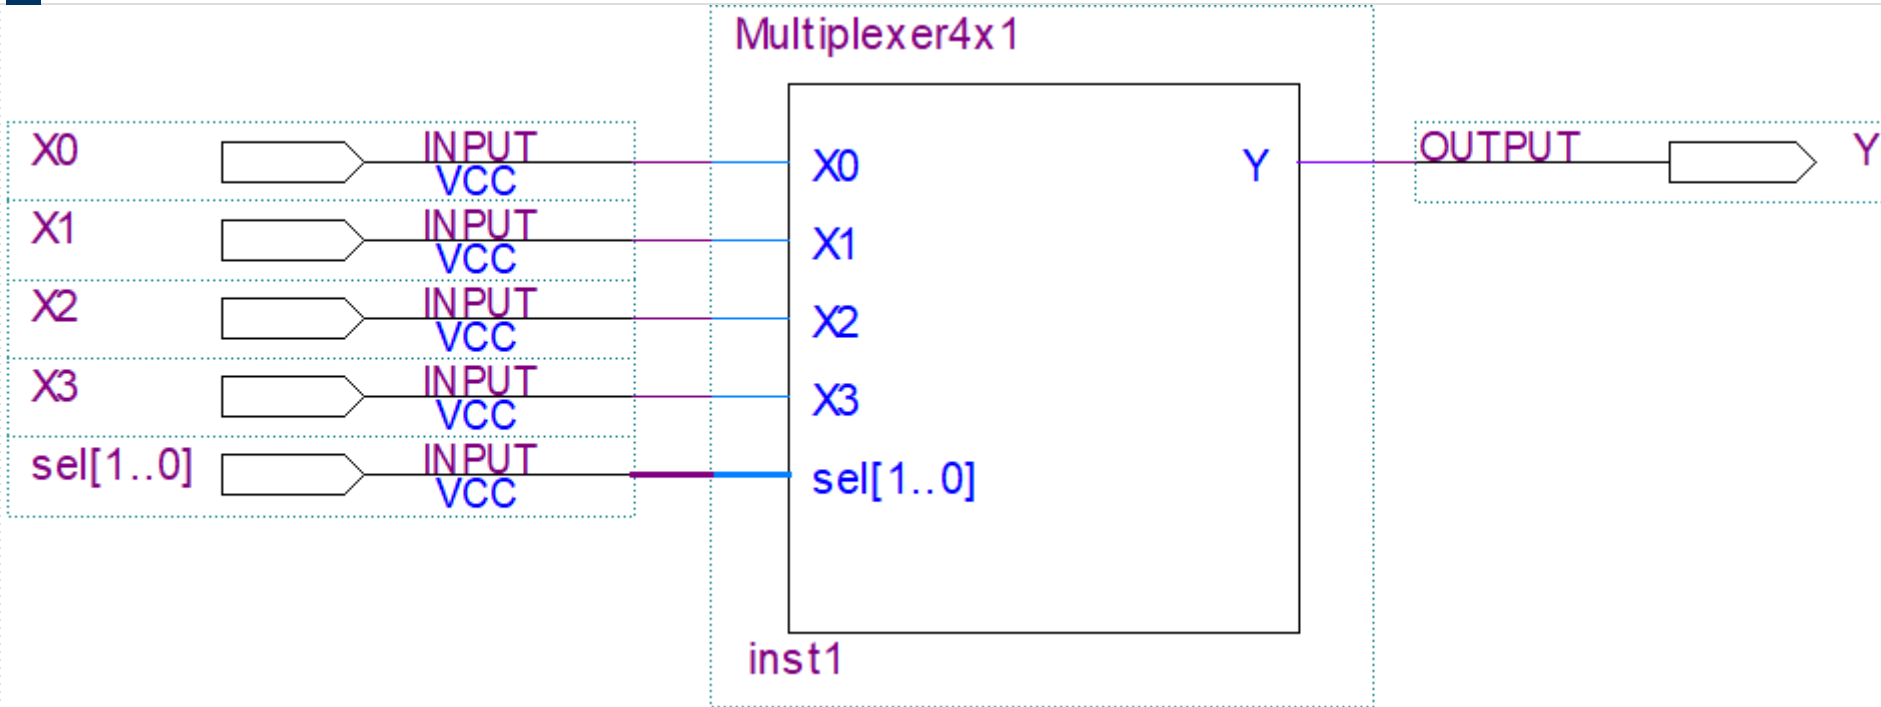 Multiplexer4x1
X0 INPUT VCC X0 Y OUTPUT Y
X1 INPUT VCC X1
X2 INPUT VCC X2
X3 INPUT VCC X3
sel[1..0] INPUT VCC sel[1..0]
inst1